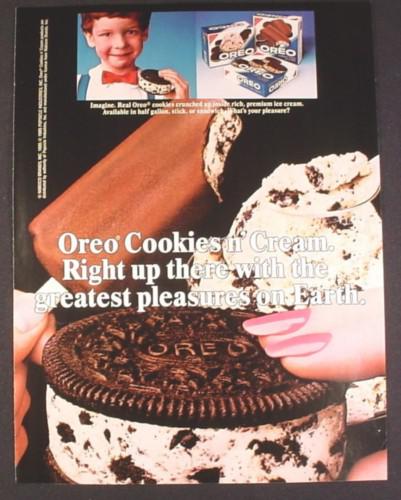 Imagine. Real Oreo® cookies crunched up inside rich, premium ice cream.
Available in half gallon, stick, or sandwich. What's your pleasure?
OREO
OREO
OREO
Oreo® Cookies n' Cream.
Right up there with the
greatest pleasures on Earth.
OREO